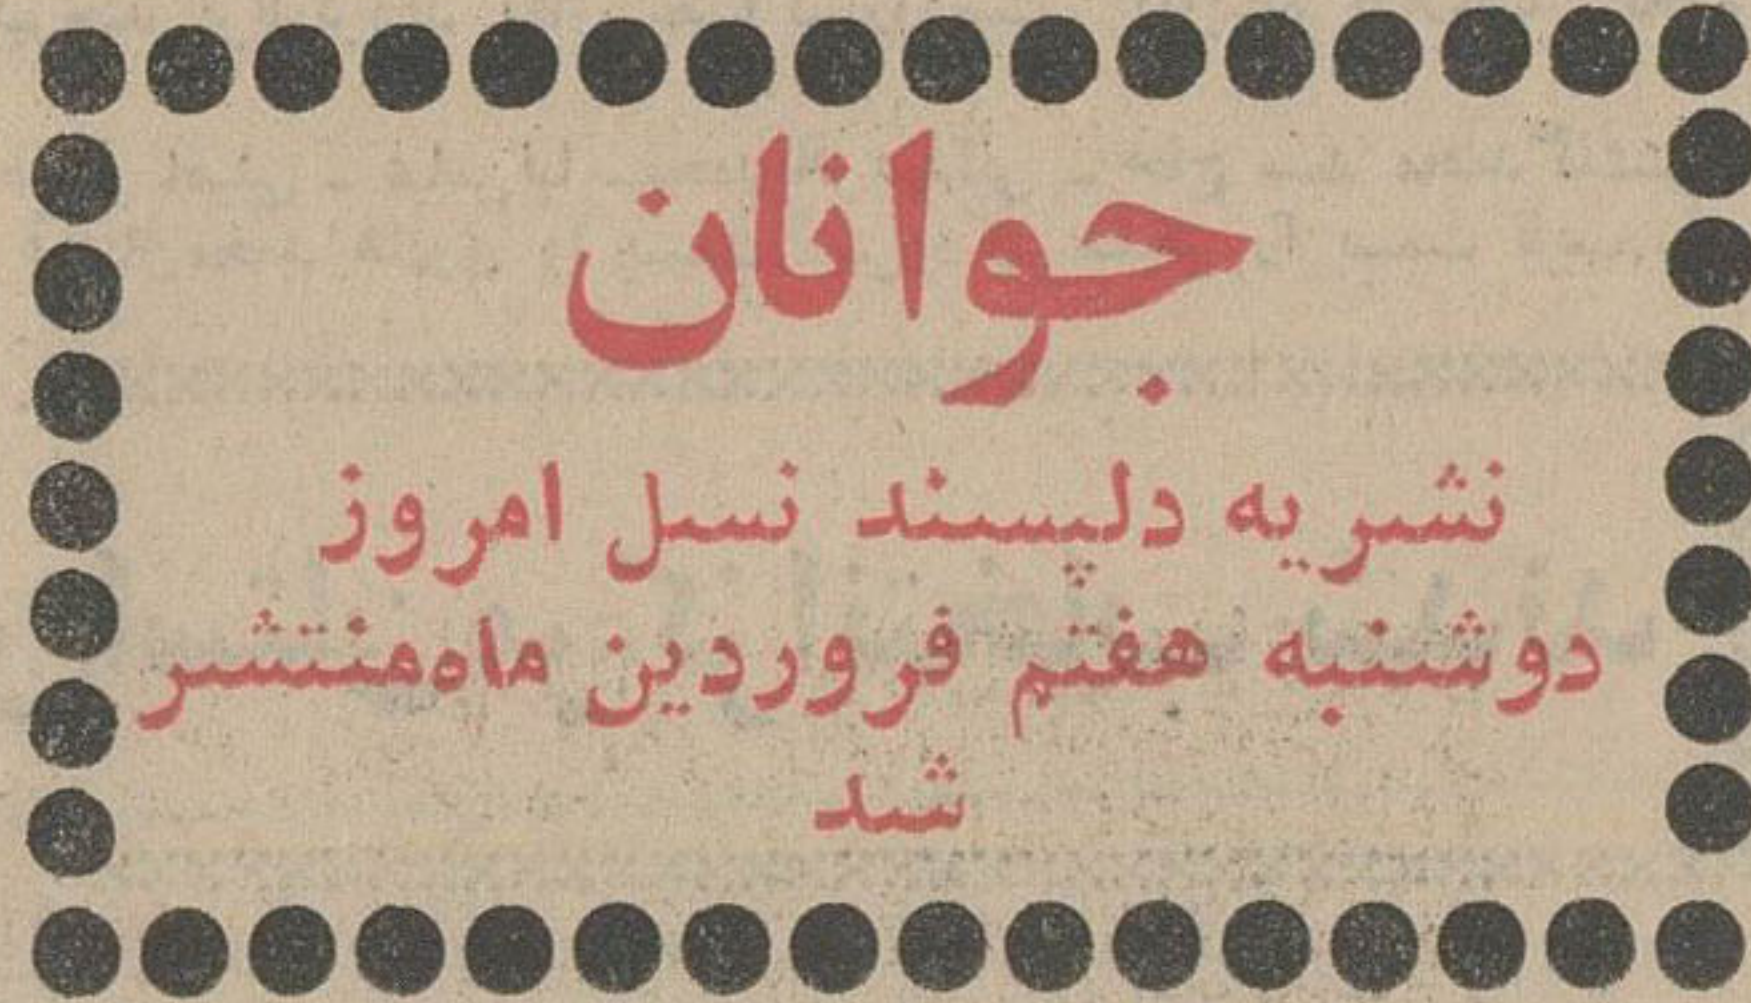 جوانان
نشریه دلپسند نسل امروز
دوشنبه هفتم فروردین ماه منتشر
شد